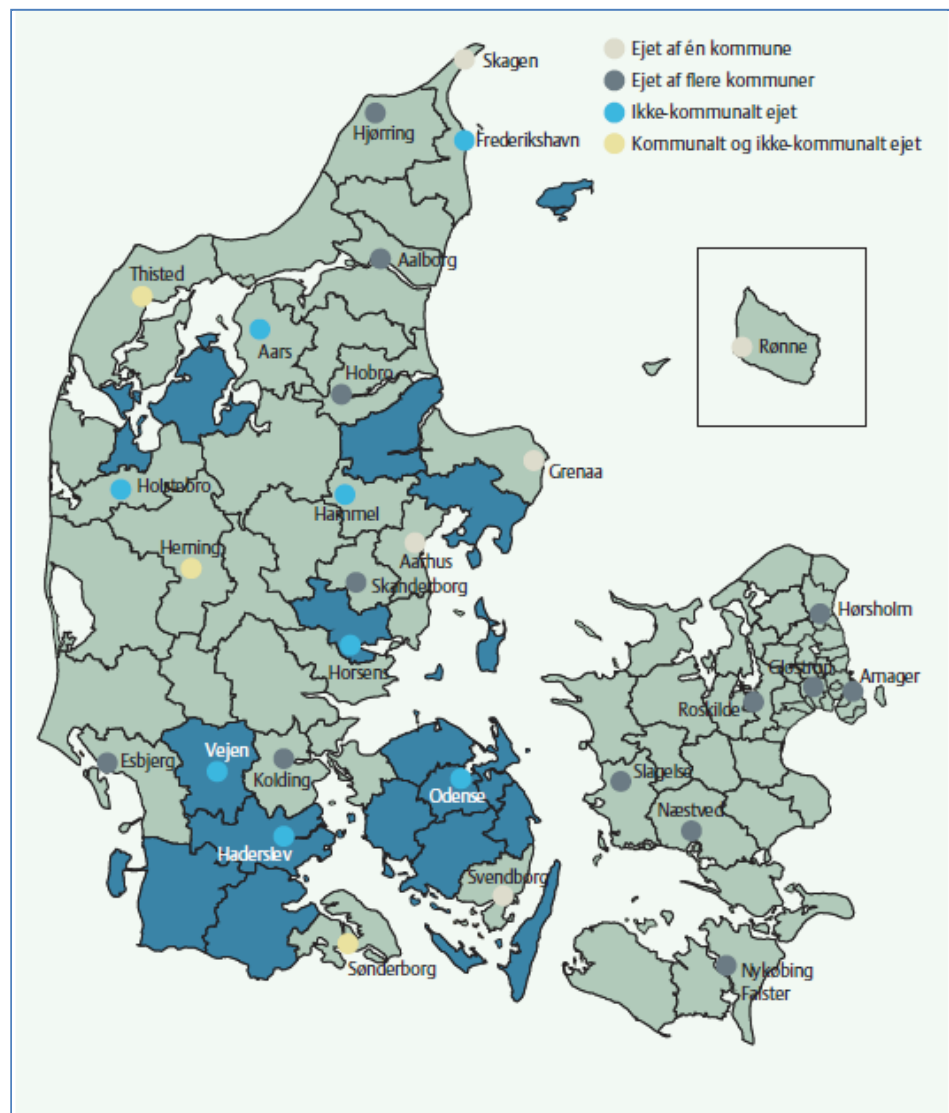 Ejet af én kommune
Ejet af flere kommuner
Ikke-kommunalt ejet
Kommunalt og ikke-kommunalt ejet
Skagen
Hjørring
Frederikshavn
Aalborg
Thisted
Aars
Hobro
Rønne
Grenaa
Holstebro
Hammel
Herning
Aarhus
Skanderborg
Horsens
Hørsholm
Glostrup
Amager
Roskilde
Esbjerg
Vejen
Kolding
Odense
Slagelse
Næstved
Haderslev
Svendborg
Sønderborg
Nykøbing
Falster